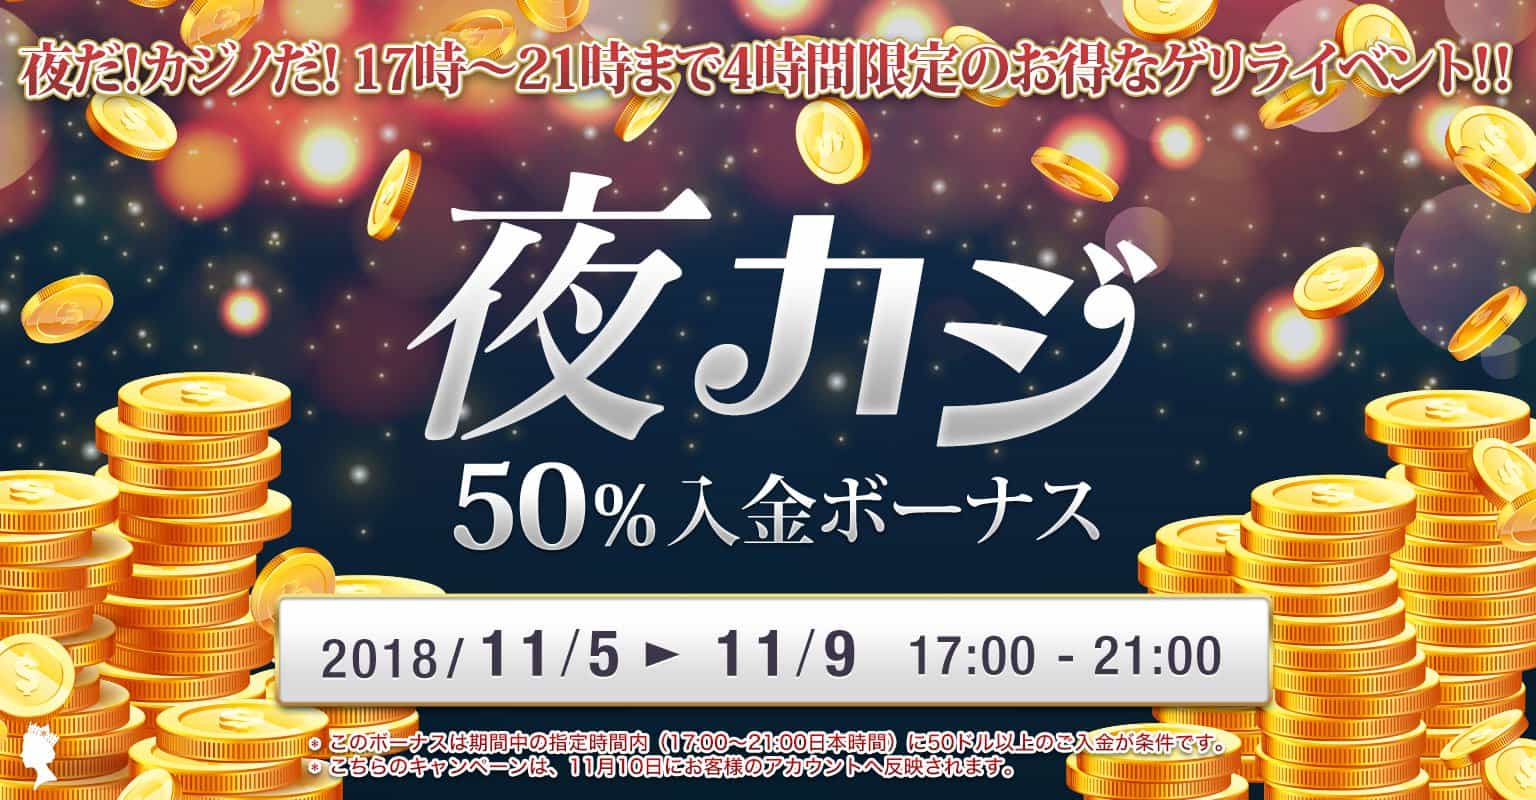 夜だ!カジノだ! 17時～21時まで4時間限定のお得なゲリライベント!!
夜カジ
50%入金ボーナス
2018/11/5 ► 11/9 17:00 - 21:00
* このボーナスは期間中の指定時間内（17:00～21:00日本時間）に50ドル以上のご入金が条件です。
* こちらのキャンペーンは、11月10日にお客様のアカウントへ反映されます。